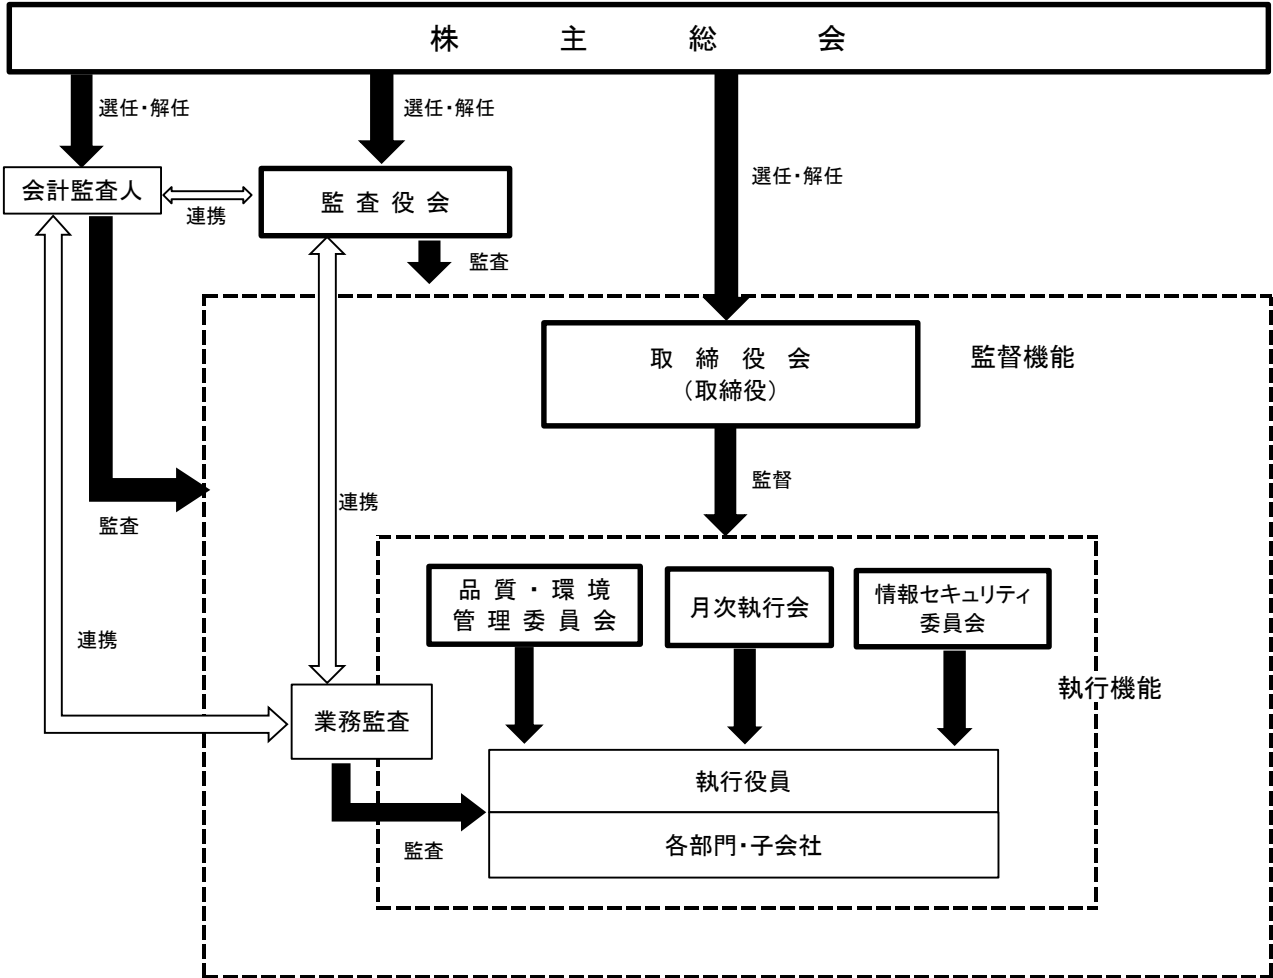 株主総会
選任・解任
選任・解任
選任・解任
会計監査人
連携
監査役会
監査
取締役会
(取締役)
監督機能
監督
監査
連携
連携
品質・環境
管理委員会
月次執行会
情報セキュリティ
委員会
執行機能
業務監査
監査
執行役員
各部門・子会社